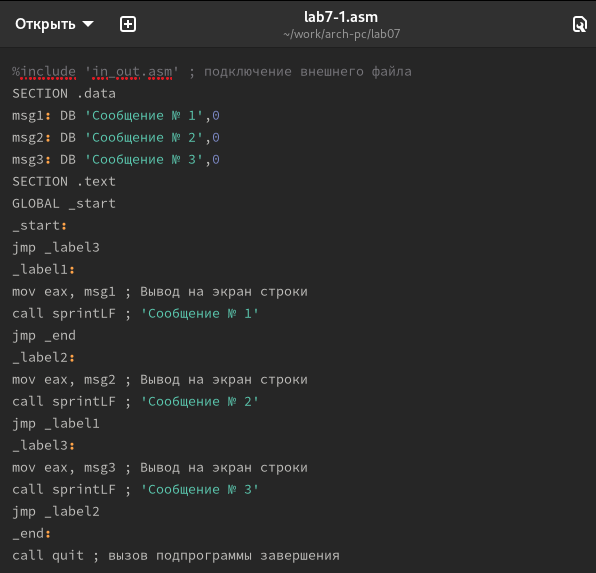 Открыть
lab7-1.asm
~/work/arch-pc/lab07
%include 'in_out.asm' ; подключение внешнего файла
SECTION .data
msg1: DB 'Сообщение № 1',0
msg2: DB 'Сообщение № 2',0
msg3: DB 'Сообщение № 3',0
SECTION .text
GLOBAL _start
_start:
jmp _label3
_label1:
mov eax, msg1 ; Вывод на экран строки
call sprintLF ; 'Сообщение № 1'
jmp _end
_label2:
mov eax, msg2 ; Вывод на экран строки
call sprintLF ; 'Сообщение № 2'
jmp _label1
_label3:
mov eax, msg3 ; Вывод на экран строки
call sprintLF ; 'Сообщение № 3'
jmp _label2
_end:
call quit ; вызов подпрограммы завершения